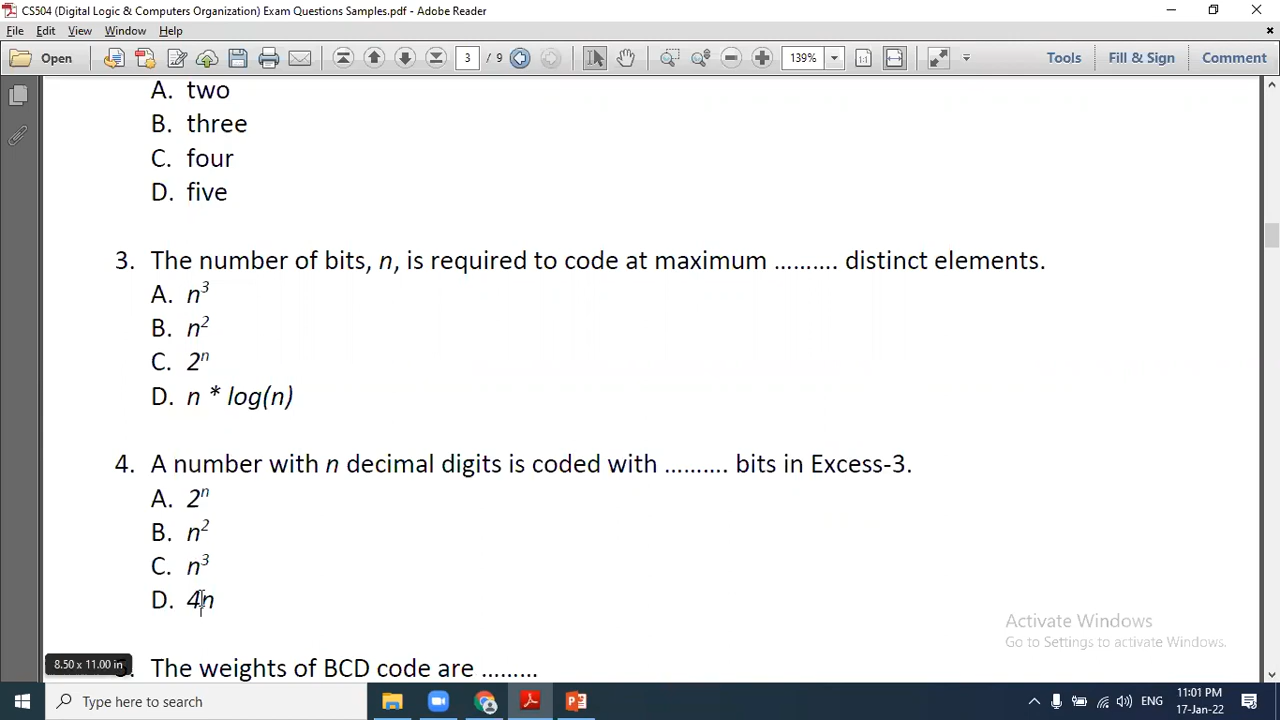 CS504 (Digital Logic & Computers Organization) Exam Questions Samples.pdf - Adobe Reader
File Edit View Window Help
Open 3 / 9 139% Tools Fill & Sign Comment
A. two
B. three
C. four
D. five
3. The number of bits, n, is required to code at maximum .......... distinct elements.
A. n³
B. n²
C. 2ⁿ
D. n * log(n)
4. A number with n decimal digits is coded with .......... bits in Excess-3.
A. 2ⁿ
B. n²
C. n³
D. 4n
Activate Windows
Go to Settings to activate Windows.
8.50 x 11.00 in
The weights of BCD code are .........
Type here to search
ENG
11:01 PM
17-Jan-22